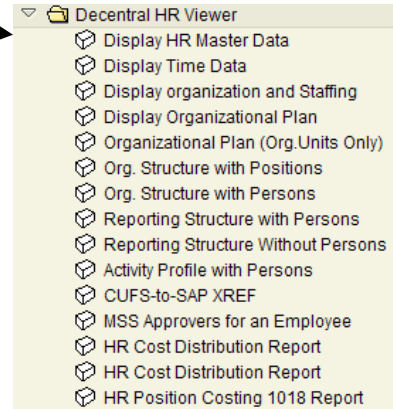 Decentral HR Viewer
Display HR Master Data
Display Time Data
Display organization and Staffing
Display Organizational Plan
Organizational Plan (Org.Units Only)
Org. Structure with Positions
Org. Structure with Persons
Reporting Structure with Persons
Reporting Structure Without Persons
Activity Profile with Persons
CUFS-to-SAP XREF
MSS Approvers for an Employee
HR Cost Distribution Report
HR Cost Distribution Report
HR Position Costing 1018 Report